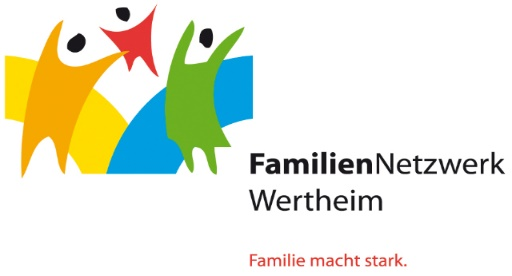 FamilienNetzwerk
Wertheim
Familie macht stark.